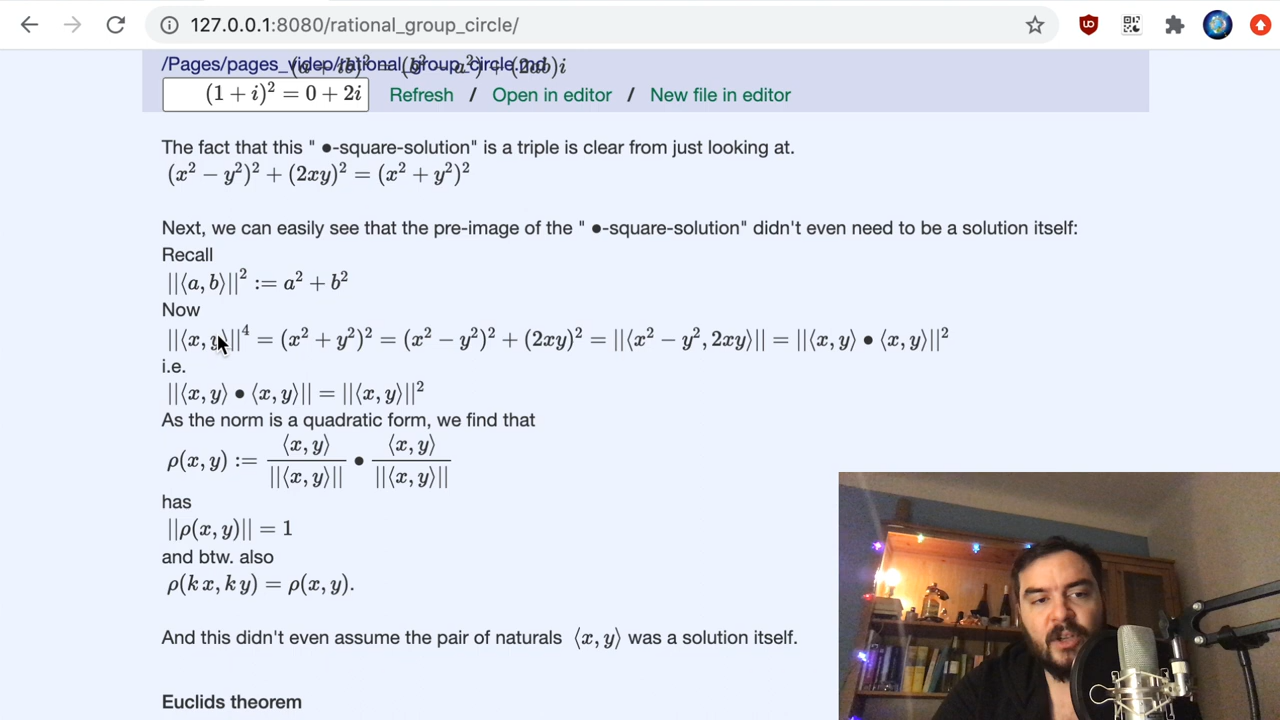 127.0.0.1:8080/rational_group_circle/
/Pages/pages_video/rational_group_circle.md
(1 + i)² = 0 + 2i Refresh / Open in editor / New file in editor
The fact that this " ●-square-solution" is a triple is clear from just looking at.
(x² − y²)² + (2xy)² = (x² + y²)²
Next, we can easily see that the pre-image of the " ●-square-solution" didn't even need to be a solution itself:
Recall
||⟨a, b⟩||² := a² + b²
Now
||⟨x, y⟩||⁴ = (x² + y²)² = (x² − y²)² + (2xy)² = ||⟨x² − y², 2xy⟩|| = ||⟨x, y⟩ ● ⟨x, y⟩||²
i.e.
||⟨x, y⟩ ● ⟨x, y⟩|| = ||⟨x, y⟩||²
As the norm is a quadratic form, we find that
ρ(x, y) := ⟨x, y⟩ / ||⟨x, y⟩|| ● ⟨x, y⟩ / ||⟨x, y⟩||
has
||ρ(x, y)|| = 1
and btw. also
ρ(k x, k y) = ρ(x, y).
And this didn't even assume the pair of naturals ⟨x, y⟩ was a solution itself.
Euclids theorem